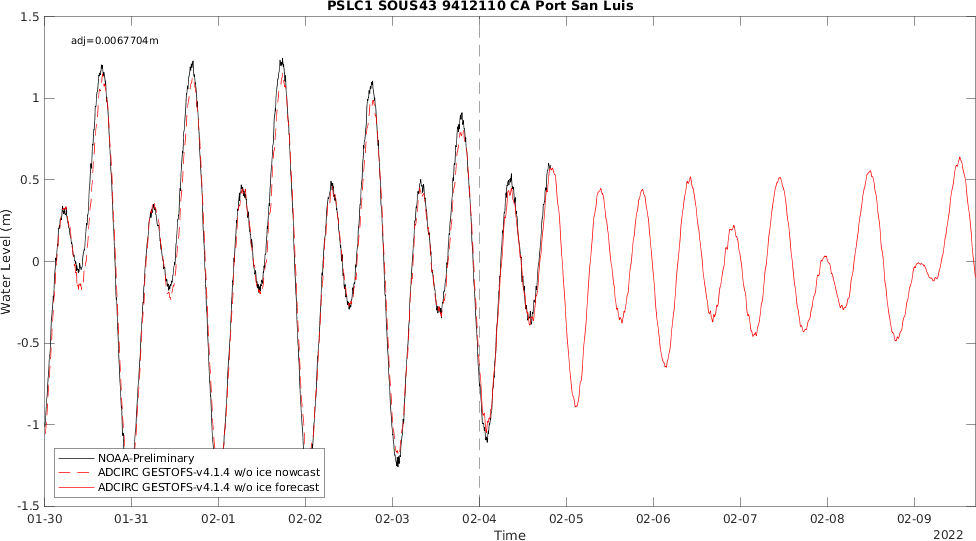 PSLC1 SOUS43 9412110 CA Port San Luis
adj=0.0067704m
1.5
1
0.5
0
-0.5
-1
-1.5
Water Level (m)
NOAA-Preliminary
ADCIRC GESTOFS-v4.1.4 w/o ice nowcast
ADCIRC GESTOFS-v4.1.4 w/o ice forecast
01-30 01-31 02-01 02-02 02-03 02-04 02-05 02-06 02-07 02-08 02-09
Time
2022